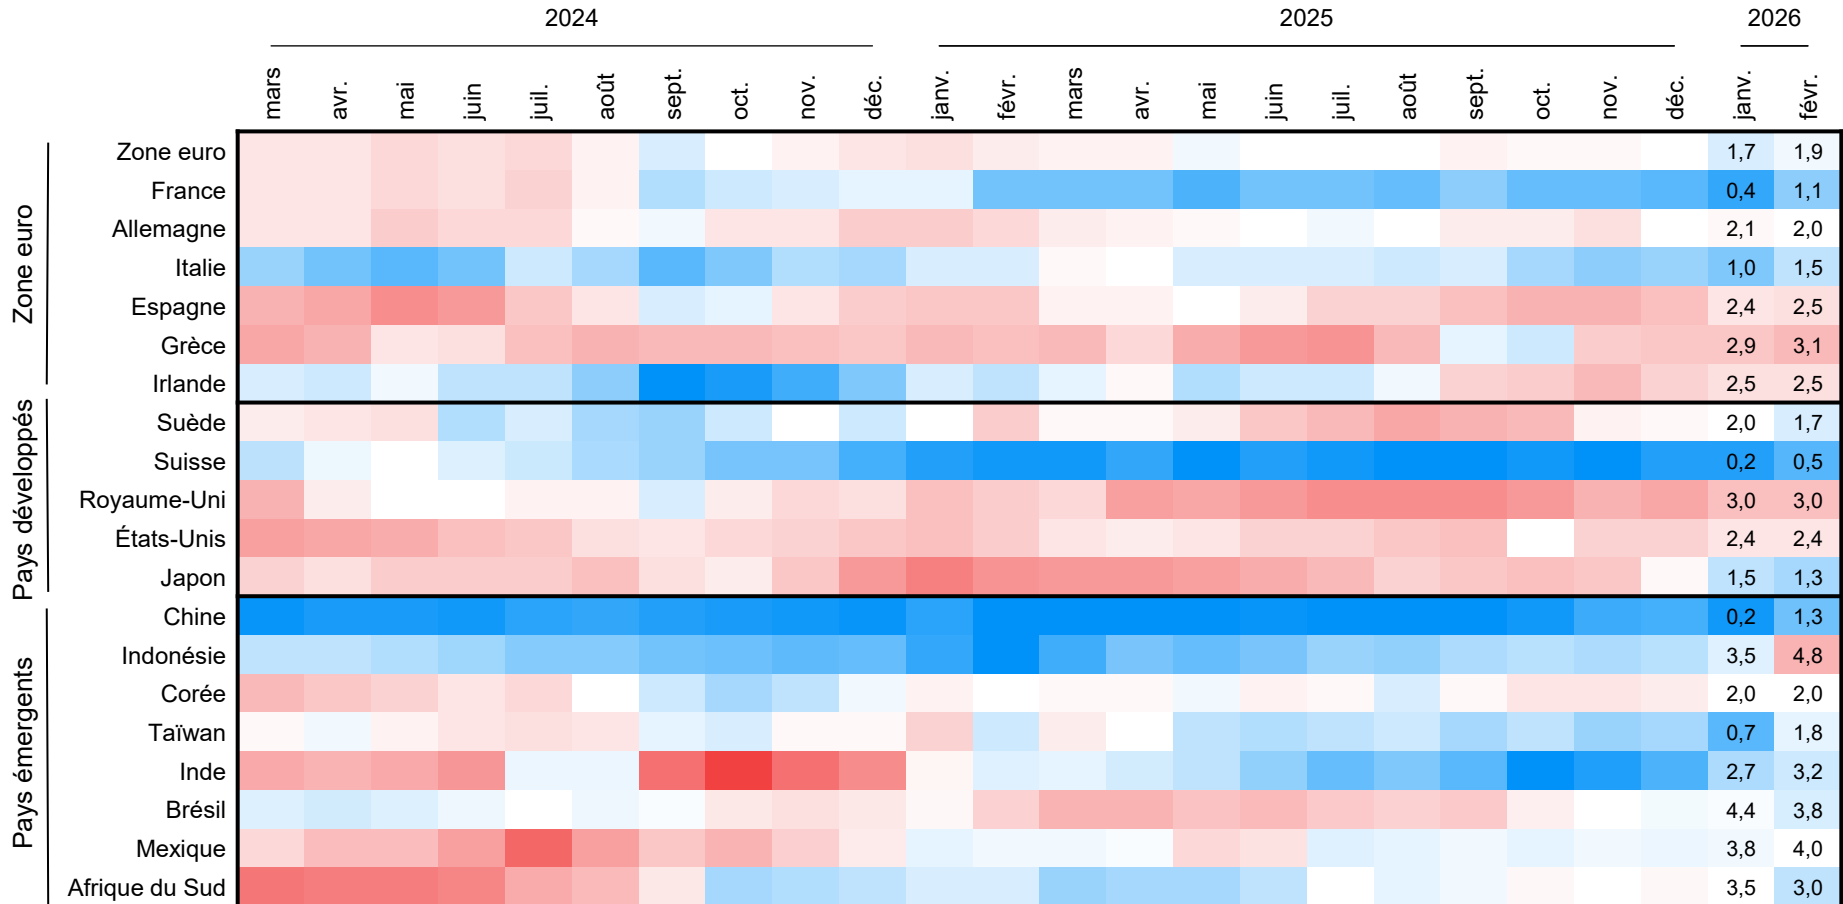 2024 2025 2026
mars avr. mai juin juil. août sept. oct. nov. déc. janv. févr. mars avr. mai juin juil. août sept. oct. nov. déc. janv. févr.
Zone euro
Zone euro 1,7 1,9
France 0,4 1,1
Allemagne 2,1 2,0
Italie 1,0 1,5
Espagne 2,4 2,5
Grèce 2,9 3,1
Irlande 2,5 2,5
Pays développés
Suède 2,0 1,7
Suisse 0,2 0,5
Royaume-Uni 3,0 3,0
États-Unis 2,4 2,4
Japon 1,5 1,3
Pays émergents
Chine 0,2 1,3
Indonésie 3,5 4,8
Corée 2,0 2,0
Taïwan 0,7 1,8
Inde 2,7 3,2
Brésil 4,4 3,8
Mexique 3,8 4,0
Afrique du Sud 3,5 3,0